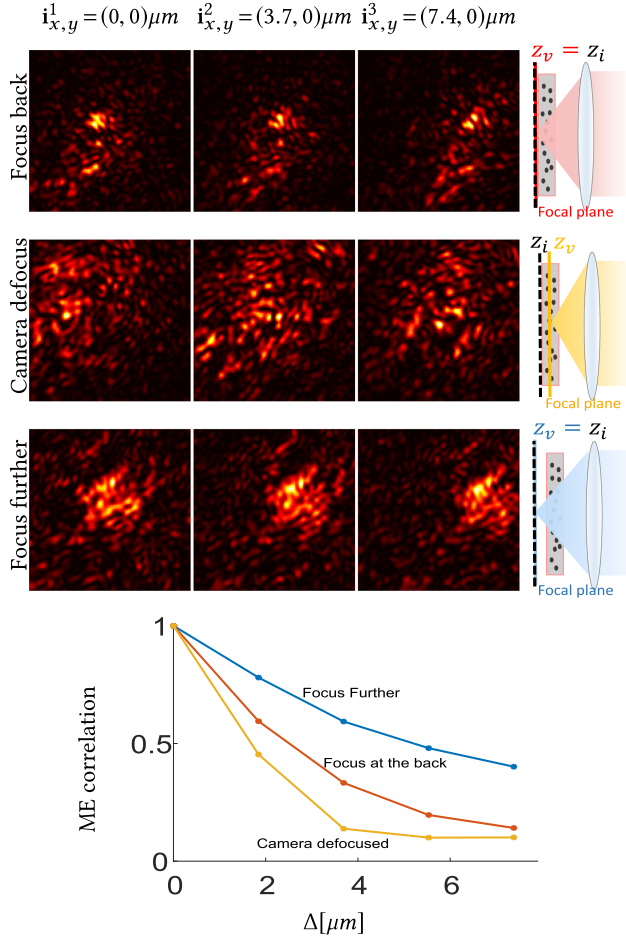 i¹x,y = (0, 0)μm i²x,y = (3.7, 0)μm i³x,y = (7.4, 0)μm
Focus back
zv = zi
Focal plane
Camera defocus
zi zv
Focal plane
Focus further
zv = zi
Focal plane
ME correlation
1
0.5
0
Focus Further
Focus at the back
Camera defocused
0 2 4 6
Δ[μm]